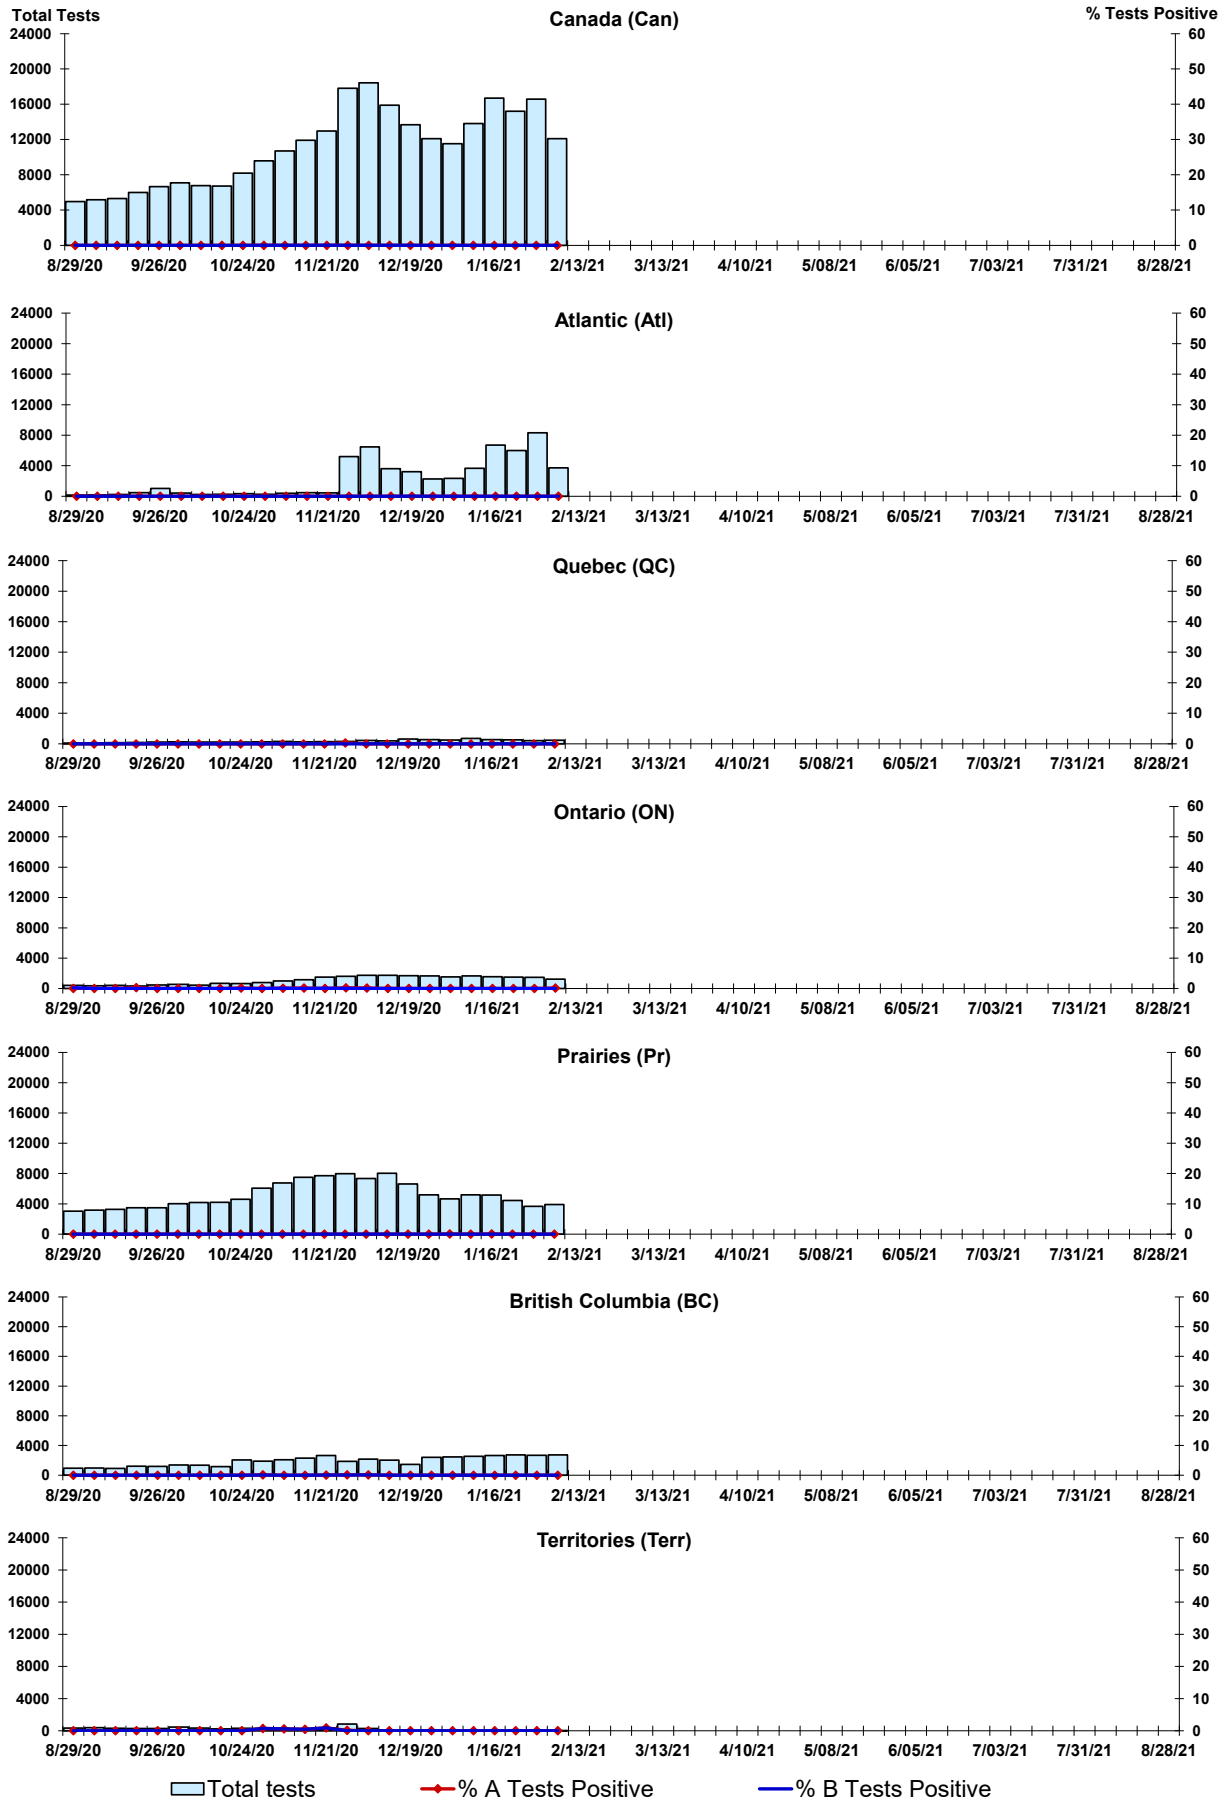 Total Tests
Canada (Can)
% Tests Positive
24000 60
20000 50
16000 40
12000 30
8000 20
4000 10
0 0
8/29/20 9/26/20 10/24/20 11/21/20 12/19/20 1/16/21 2/13/21 3/13/21 4/10/21 5/08/21 6/05/21 7/03/21 7/31/21 8/28/21
Atlantic (Atl)
24000 60
20000 50
16000 40
12000 30
8000 20
4000 10
0 0
8/29/20 9/26/20 10/24/20 11/21/20 12/19/20 1/16/21 2/13/21 3/13/21 4/10/21 5/08/21 6/05/21 7/03/21 7/31/21 8/28/21
Quebec (QC)
24000 60
20000 50
16000 40
12000 30
8000 20
4000 10
0 0
8/29/20 9/26/20 10/24/20 11/21/20 12/19/20 1/16/21 2/13/21 3/13/21 4/10/21 5/08/21 6/05/21 7/03/21 7/31/21 8/28/21
Ontario (ON)
24000 60
20000 50
16000 40
12000 30
8000 20
4000 10
0 0
8/29/20 9/26/20 10/24/20 11/21/20 12/19/20 1/16/21 2/13/21 3/13/21 4/10/21 5/08/21 6/05/21 7/03/21 7/31/21 8/28/21
Prairies (Pr)
24000 60
20000 50
16000 40
12000 30
8000 20
4000 10
0 0
8/29/20 9/26/20 10/24/20 11/21/20 12/19/20 1/16/21 2/13/21 3/13/21 4/10/21 5/08/21 6/05/21 7/03/21 7/31/21 8/28/21
British Columbia (BC)
24000 60
20000 50
16000 40
12000 30
8000 20
4000 10
0 0
8/29/20 9/26/20 10/24/20 11/21/20 12/19/20 1/16/21 2/13/21 3/13/21 4/10/21 5/08/21 6/05/21 7/03/21 7/31/21 8/28/21
Territories (Terr)
24000 60
20000 50
16000 40
12000 30
8000 20
4000 10
0 0
8/29/20 9/26/20 10/24/20 11/21/20 12/19/20 1/16/21 2/13/21 3/13/21 4/10/21 5/08/21 6/05/21 7/03/21 7/31/21 8/28/21
Total tests % A Tests Positive % B Tests Positive